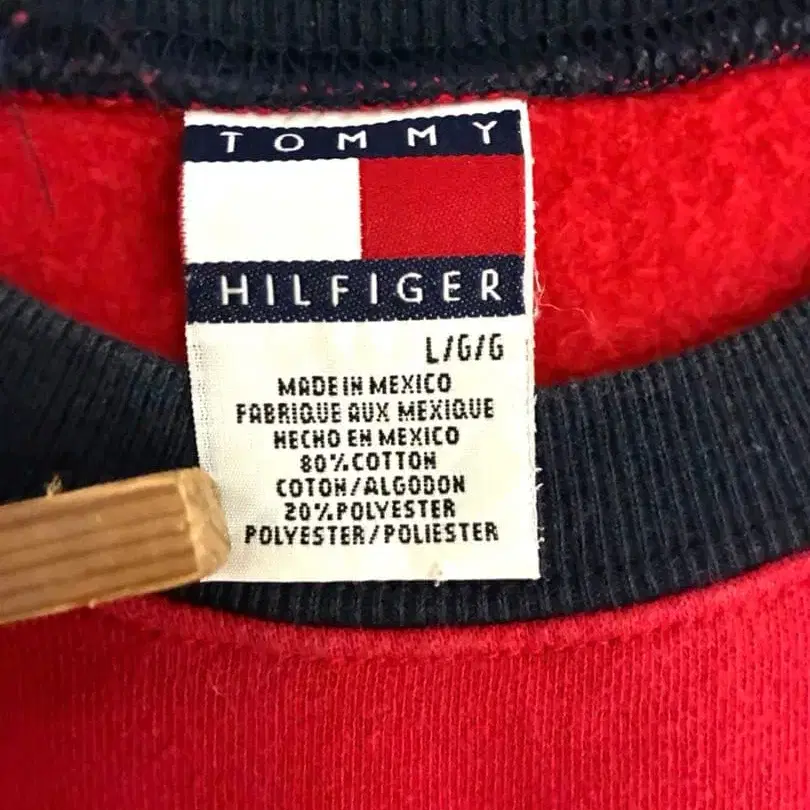 TOMMY
HILFIGER
L/G/G
MADE IN MEXICO
FABRIQUE AUX MEXIQUE
HECHO EN MEXICO
80% COTTON
COTON/ALGODON
20% POLYESTER
POLYESTER/POLIESTER